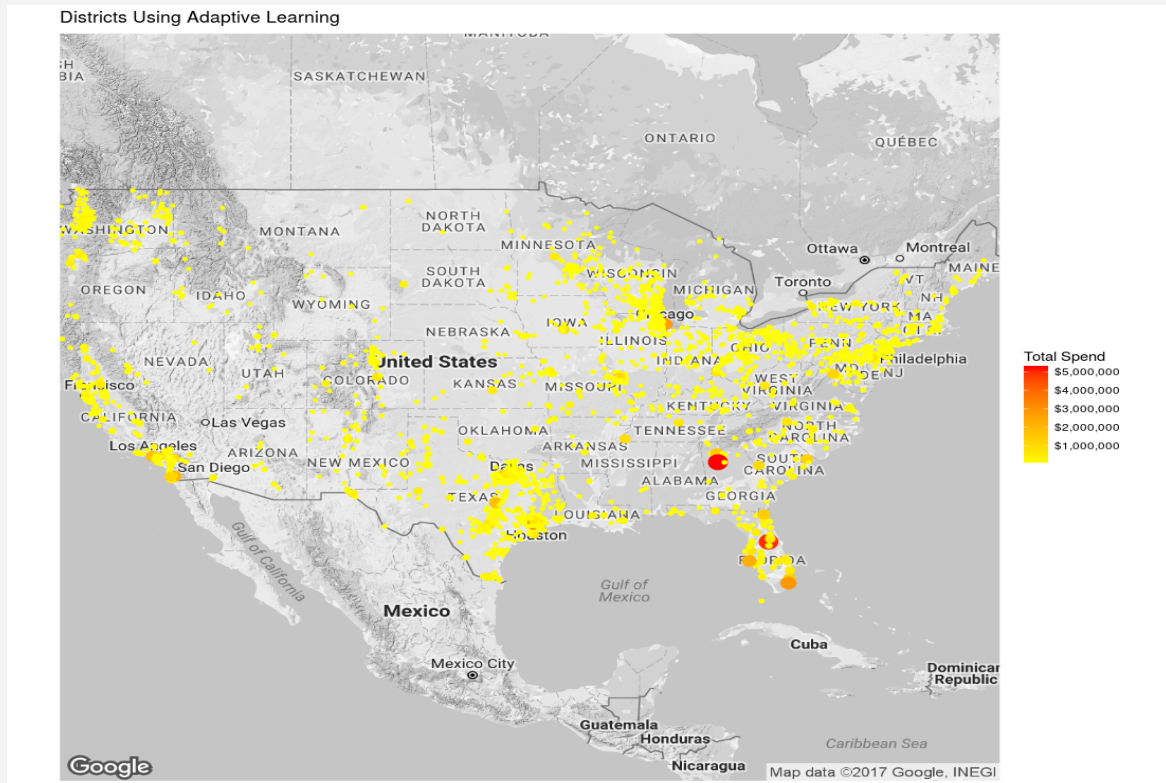 Districts Using Adaptive Learning
MANITOBA
SH
BIA
SASKATCHEWAN
ONTARIO
QUÉBEC
WASHINGTON
MONTANA
NORTH
DAKOTA
MINNESOTA
Ottawa
Montreal
MAINE
SOUTH
DAKOTA
WISCONSIN
MICHIGAN
Toronto
VT
NH
OREGON
IDAHO
WYOMING
NEW YORK
MA
Chicago
IOWA
NEBRASKA
ILLINOIS
OHIO
PENN
INDIANA
NEVADA
United States
Philadelphia
UTAH
COLORADO
KANSAS
MISSOURI
WEST
VIRGINIA
MD
DE
NJ
Francisco
CALIFORNIA
Las Vegas
KENTUCKY
VIRGINIA
OKLAHOMA
TENNESSEE
NORTH
CAROLINA
Los Angeles
ARIZONA
NEW MEXICO
ARKANSAS
San Diego
Dallas
MISSISSIPPI
SOUTH
CAROLINA
ALABAMA
TEXAS
GEORGIA
LOUISIANA
Houston
Gulf of California
FLORIDA
Gulf of
Mexico
Mexico
Cuba
Mexico City
Dominican
Republic
Guatemala
Honduras
Nicaragua
Caribbean Sea
Google
Map data ©2017 Google, INEGI
Total Spend
$5,000,000
$4,000,000
$3,000,000
$2,000,000
$1,000,000